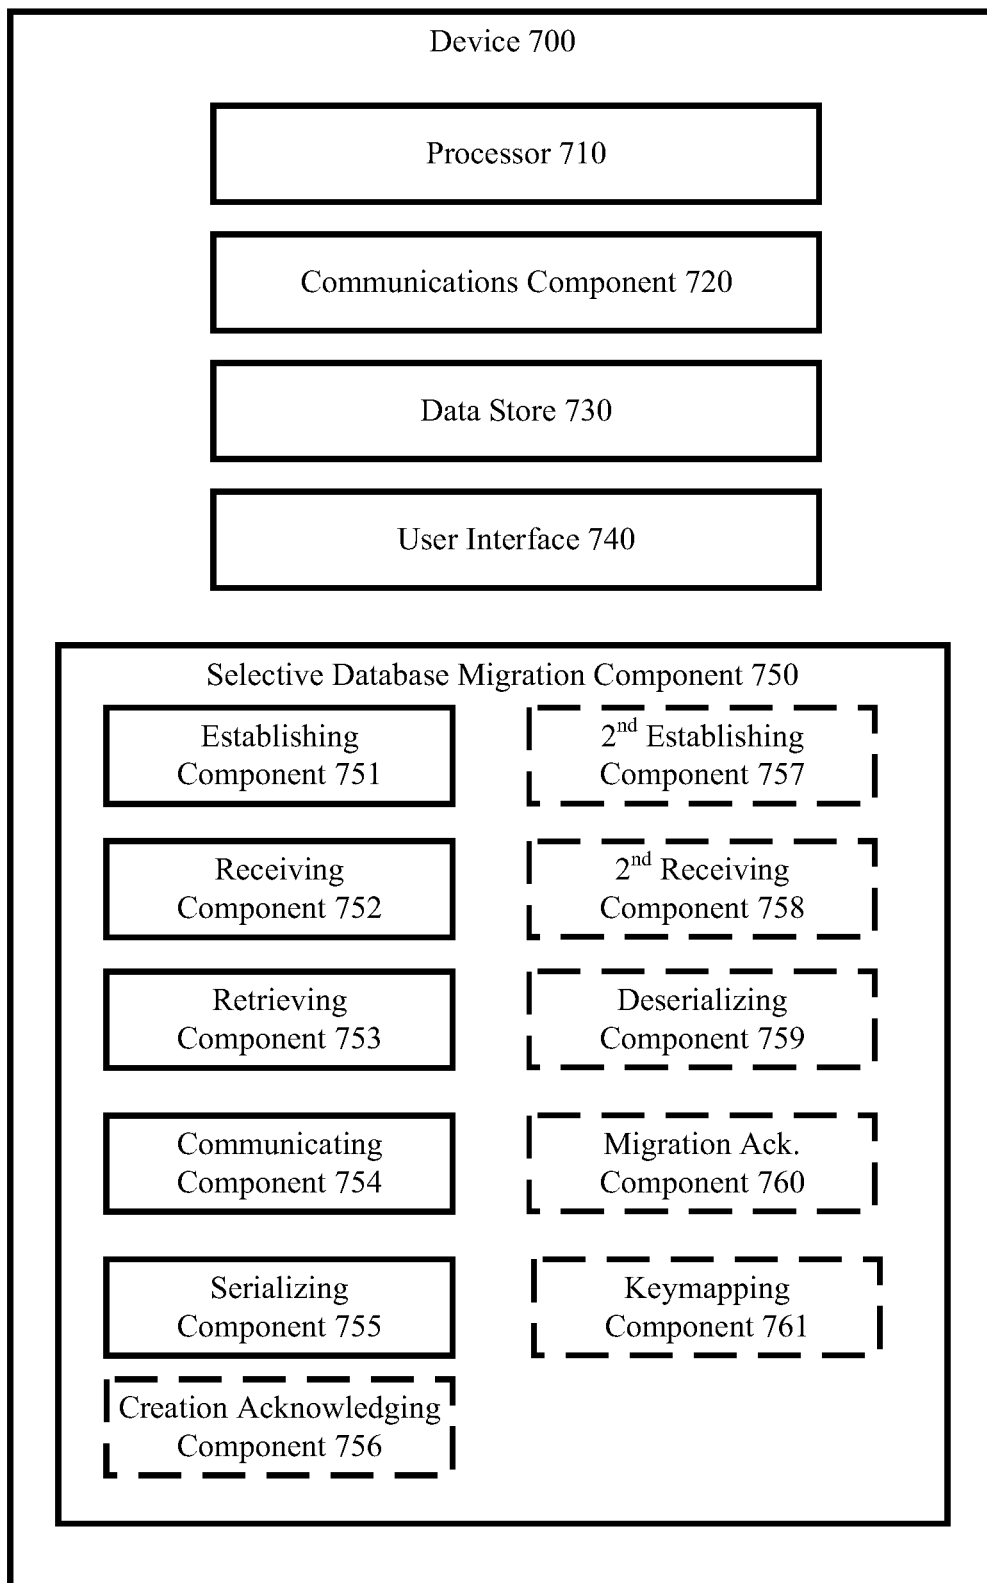 Device 700
Processor 710
Communications Component 720
Data Store 730
User Interface 740
Selective Database Migration Component 750
Establishing
Component 751
2nd Establishing
Component 757
Receiving
Component 752
2nd Receiving
Component 758
Retrieving
Component 753
Deserializing
Component 759
Communicating
Component 754
Migration Ack.
Component 760
Serializing
Component 755
Keymapping
Component 761
Creation Acknowledging
Component 756